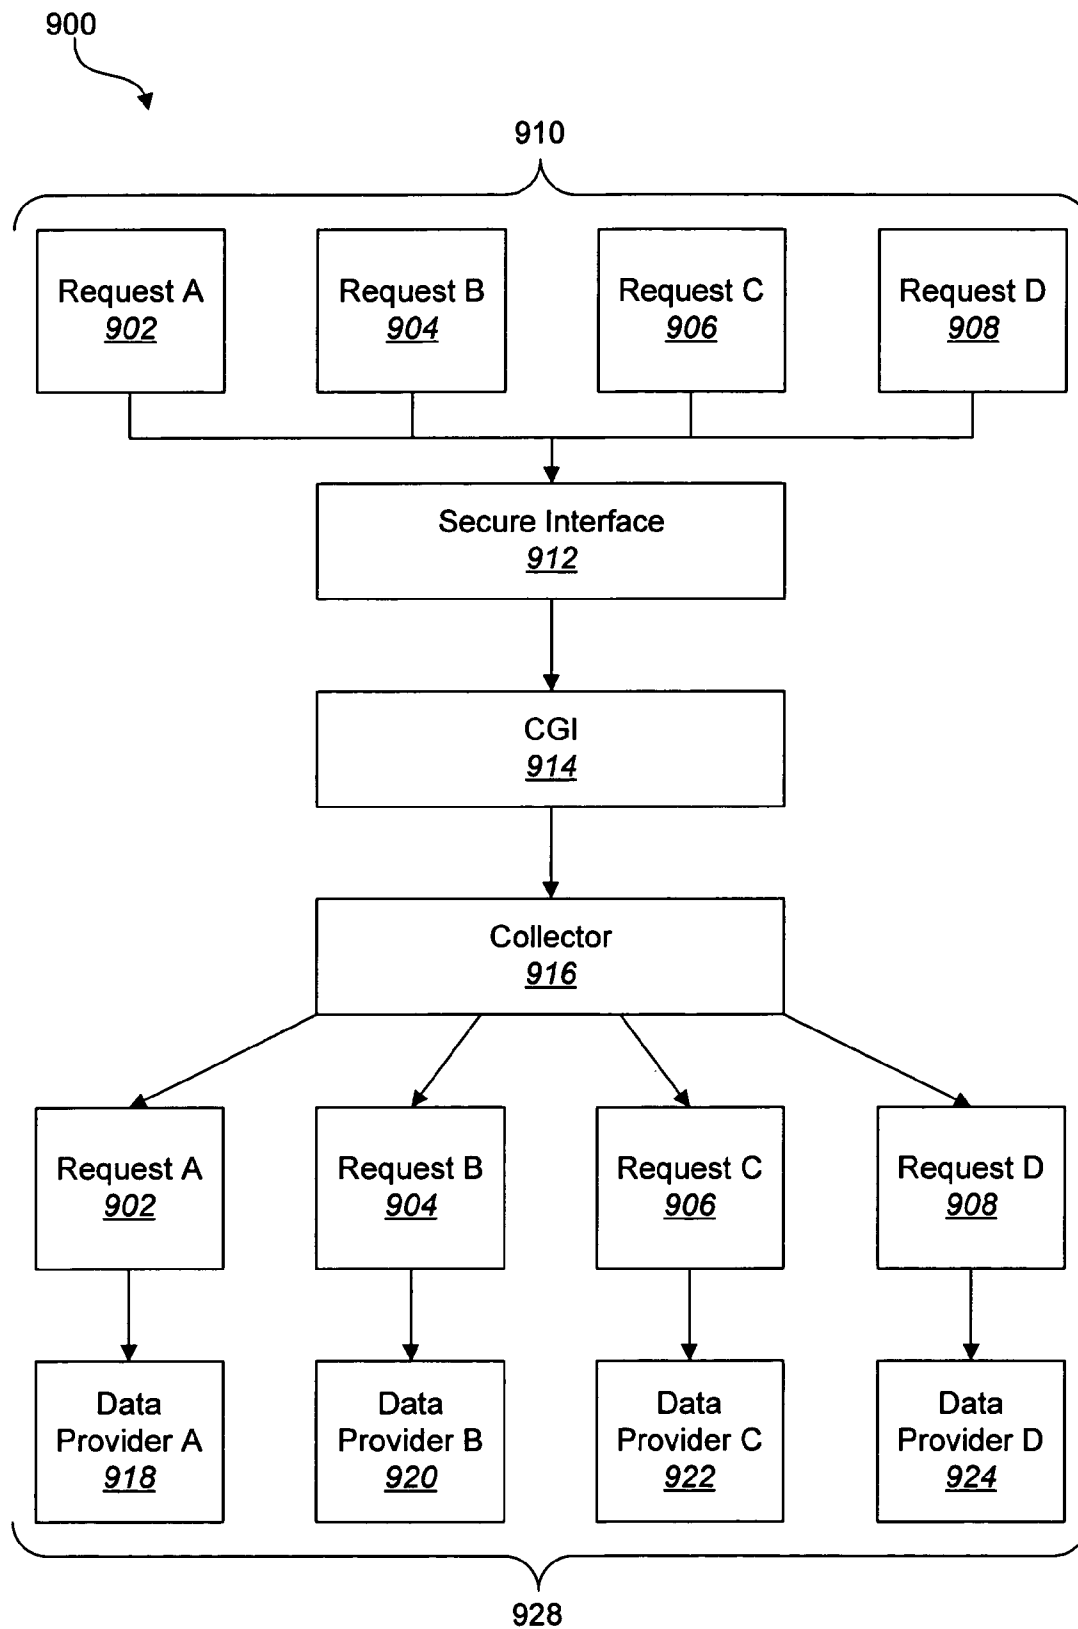 900
910
Request A
902
Request B
904
Request C
906
Request D
908
Secure Interface
912
CGI
914
Collector
916
Request A
902
Request B
904
Request C
906
Request D
908
Data
Provider A
918
Data
Provider B
920
Data
Provider C
922
Data
Provider D
924
928